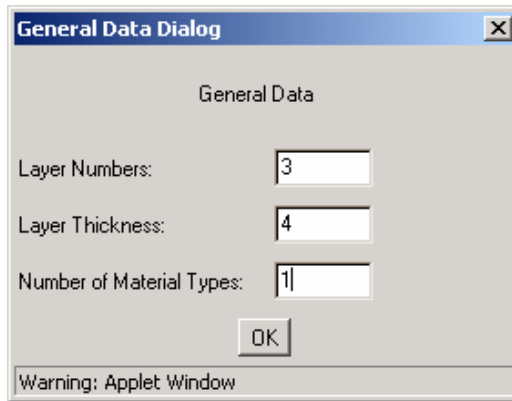 General Data Dialog
General Data
Layer Numbers: 3
Layer Thickness: 4
Number of Material Types: 1
OK
Warning: Applet Window